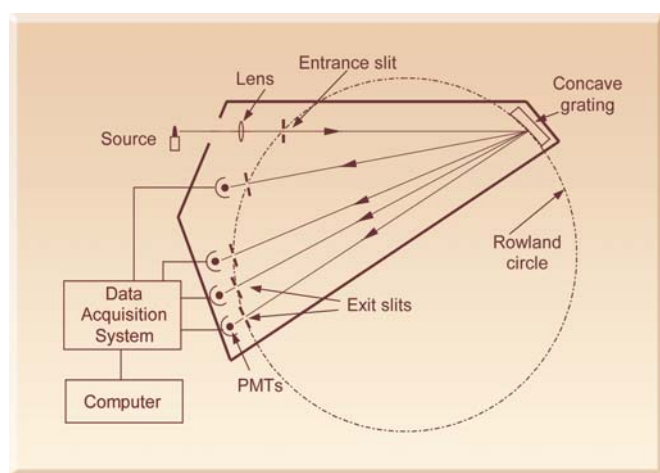 Entrance slit
Lens
Concave
grating
Source
Rowland
circle
Data
Acquisition
System
Exit slits
PMTs
Computer